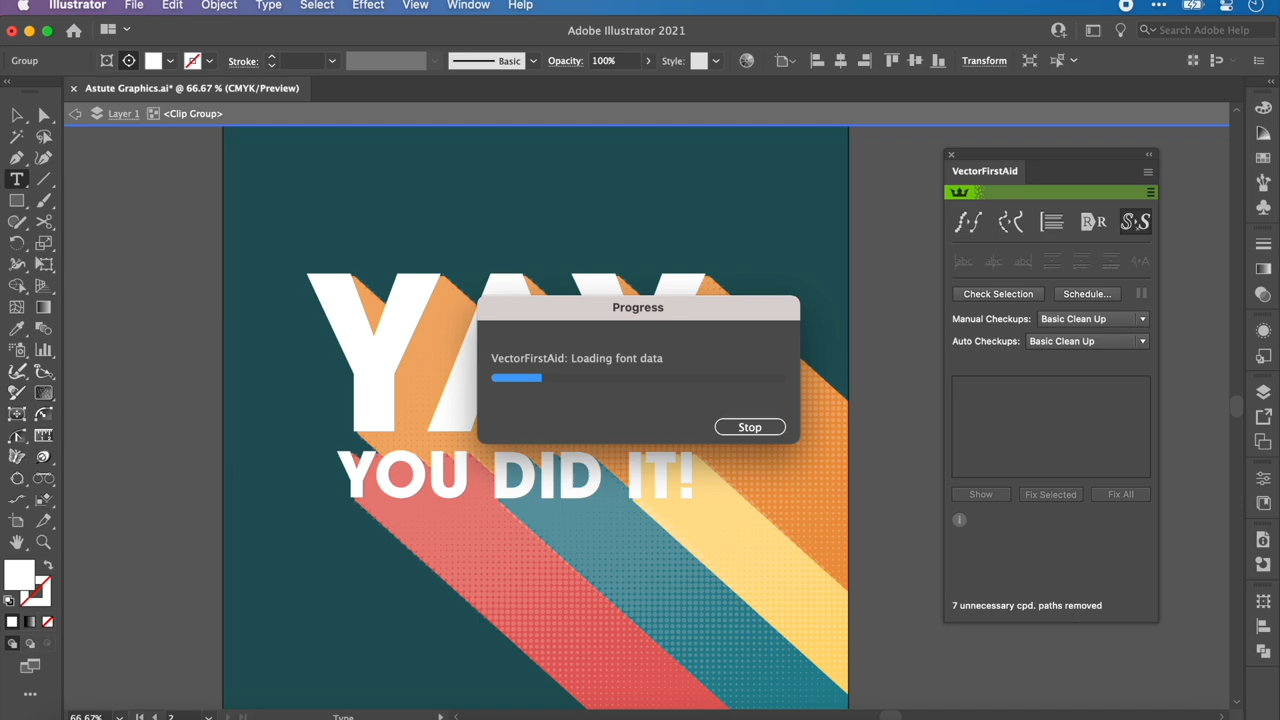 Illustrator File Edit Object Type Select Effect View Window Help
Adobe Illustrator 2021
Search Adobe Help
Group Stroke: Basic Opacity: 100% Style: Transform
Astute Graphics.ai* @ 66.67 % (CMYK/Preview)
Layer 1 <Clip Group>
VectorFirstAid
Check Selection Schedule...
Manual Checkups: Basic Clean Up
Auto Checkups: Basic Clean Up
Show Fix Selected Fix All
7 unnecessary cpd. paths removed
Progress
VectorFirstAid: Loading font data
Stop
YOU DID IT!
66.67% 2 Type